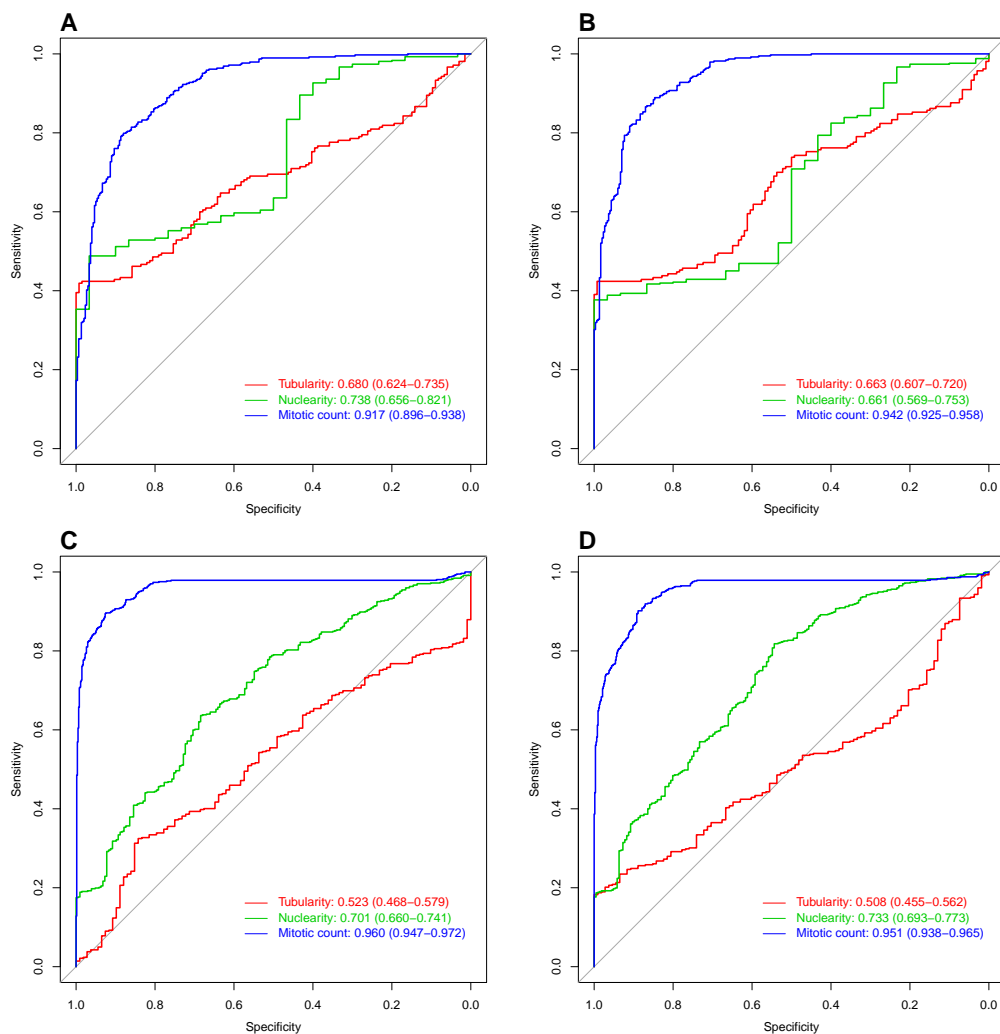 A
Sensitivity
1.0
0.8
0.6
0.4
0.2
0.0
Tubularity: 0.680 (0.624−0.735)
Nuclearity: 0.738 (0.656−0.821)
Mitotic count: 0.917 (0.896−0.938)
1.0 0.8 0.6 0.4 0.2 0.0
Specificity
B
Sensitivity
1.0
0.8
0.6
0.4
0.2
0.0
Tubularity: 0.663 (0.607−0.720)
Nuclearity: 0.661 (0.569−0.753)
Mitotic count: 0.942 (0.925−0.958)
1.0 0.8 0.6 0.4 0.2 0.0
Specificity
C
Sensitivity
1.0
0.8
0.6
0.4
0.2
0.0
Tubularity: 0.523 (0.468−0.579)
Nuclearity: 0.701 (0.660−0.741)
Mitotic count: 0.960 (0.947−0.972)
1.0 0.8 0.6 0.4 0.2 0.0
Specificity
D
Sensitivity
1.0
0.8
0.6
0.4
0.2
0.0
Tubularity: 0.508 (0.455−0.562)
Nuclearity: 0.733 (0.693−0.773)
Mitotic count: 0.951 (0.938−0.965)
1.0 0.8 0.6 0.4 0.2 0.0
Specificity